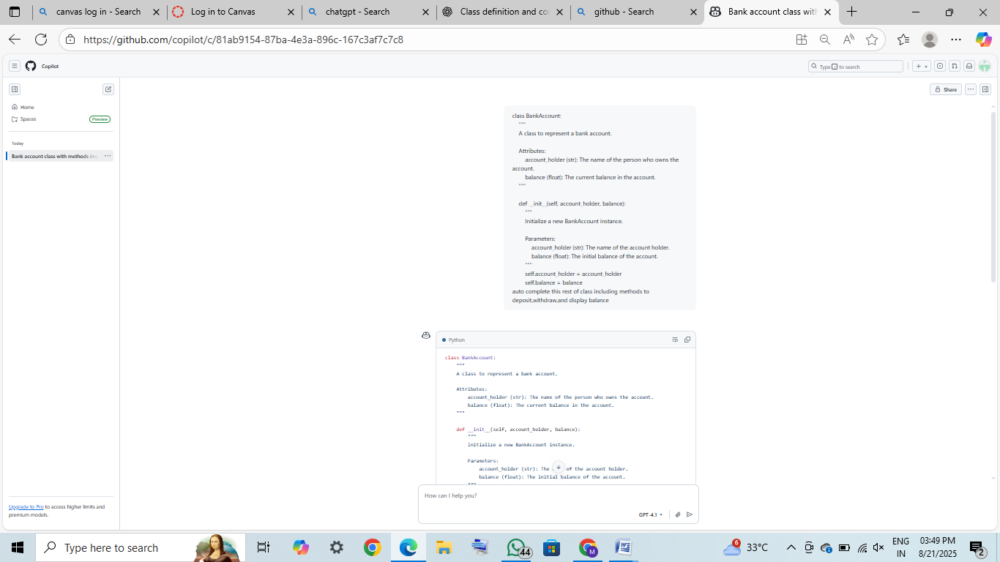 canvas log in - Search
Log in to Canvas
chatgpt - Search
Class definition and co
github - Search
Bank account class with
https://github.com/copilot/c/81ab9154-87ba-4e3a-896c-167c3af7c7c8
Copilot
Type / to search
Home
Spaces
Preview
Today
Bank account class with methods im
Upgrade to Pro to access higher limits and
premium models.
Share
class BankAccount:
"""
A class to represent a bank account.
Attributes:
account_holder (str): The name of the person who owns the
account.
balance (float): The current balance in the account.
"""
def __init__(self, account_holder, balance):
"""
Initialize a new BankAccount instance.
Parameters:
account_holder (str): The name of the account holder.
balance (float): The initial balance of the account.
"""
self.account_holder = account_holder
self.balance = balance
auto complete this rest of class including methods to
deposit,withdraw,and display balance
Python
class BankAccount:
"""
A class to represent a bank account.
Attributes:
account_holder (str): The name of the person who owns the account.
balance (float): The current balance in the account.
"""
def __init__(self, account_holder, balance):
"""
Initialize a new BankAccount instance.
Parameters:
account_holder (str): The of the account holder.
balance (float): The initial balance of the account.
"""
How can I help you?
GPT-4.1
Type here to search
44
M
6
33°C
ENG
IN
03:49 PM
8/21/2025
2